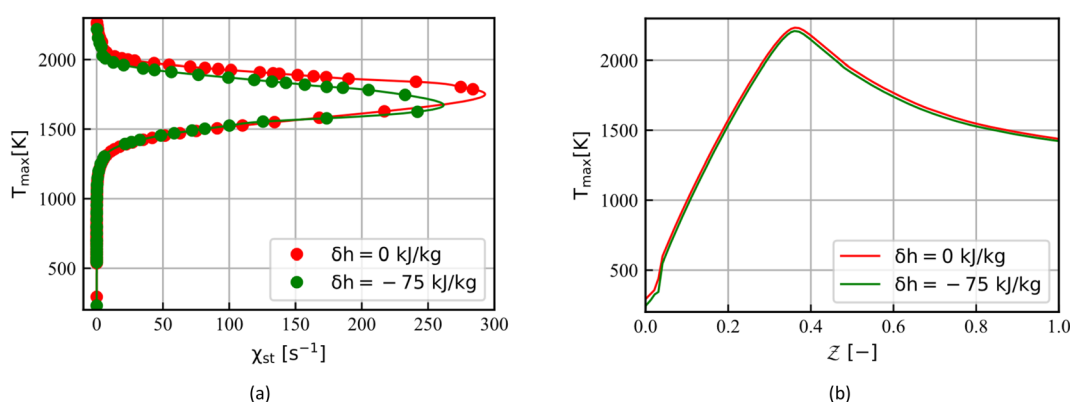 T_max[K]
2000
1500
1000
500
0 50 100 150 200 250 300
χ_st [s⁻¹]
δh = 0 kJ/kg
δh = − 75 kJ/kg
(a)
T_max[K]
2000
1500
1000
500
0.0 0.2 0.4 0.6 0.8 1.0
𝒵 [−]
δh = 0 kJ/kg
δh = − 75 kJ/kg
(b)